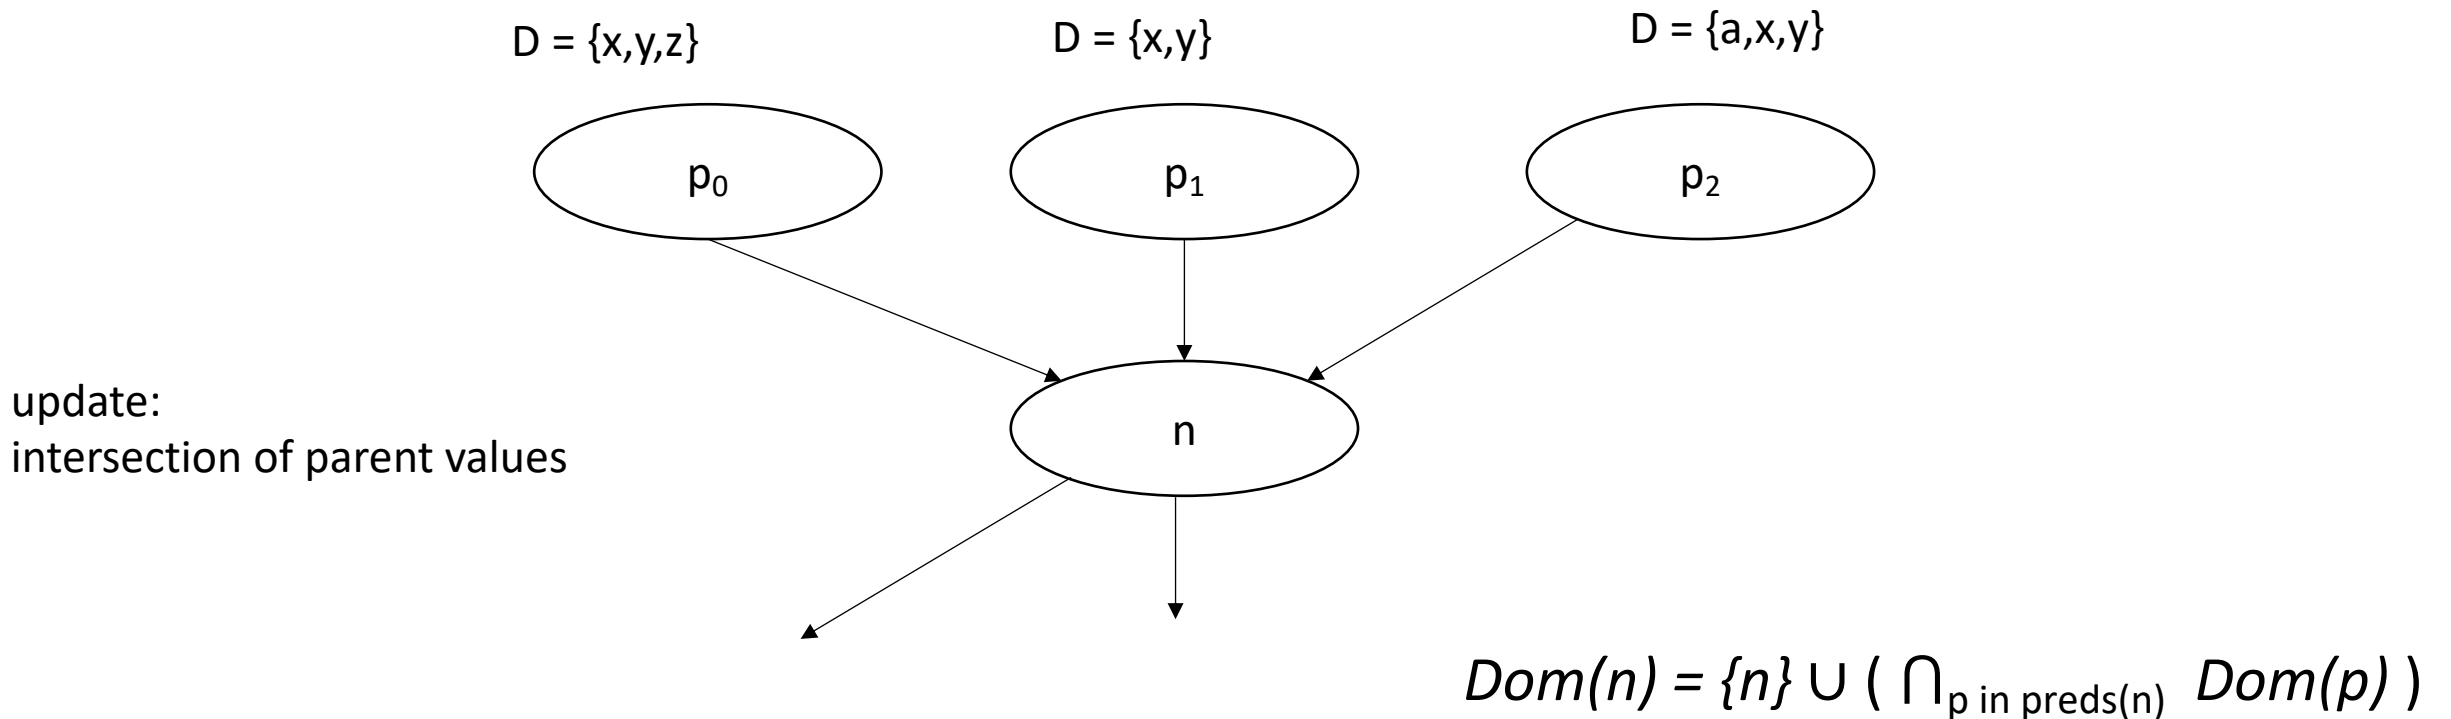 D = {x,y,z}
D = {x,y}
D = {a,x,y}
p₀
p₁
p₂
n
update:
intersection of parent values
Dom(n) = {n} ∪ ( ⋂ₚ in preds(n) Dom(p) )